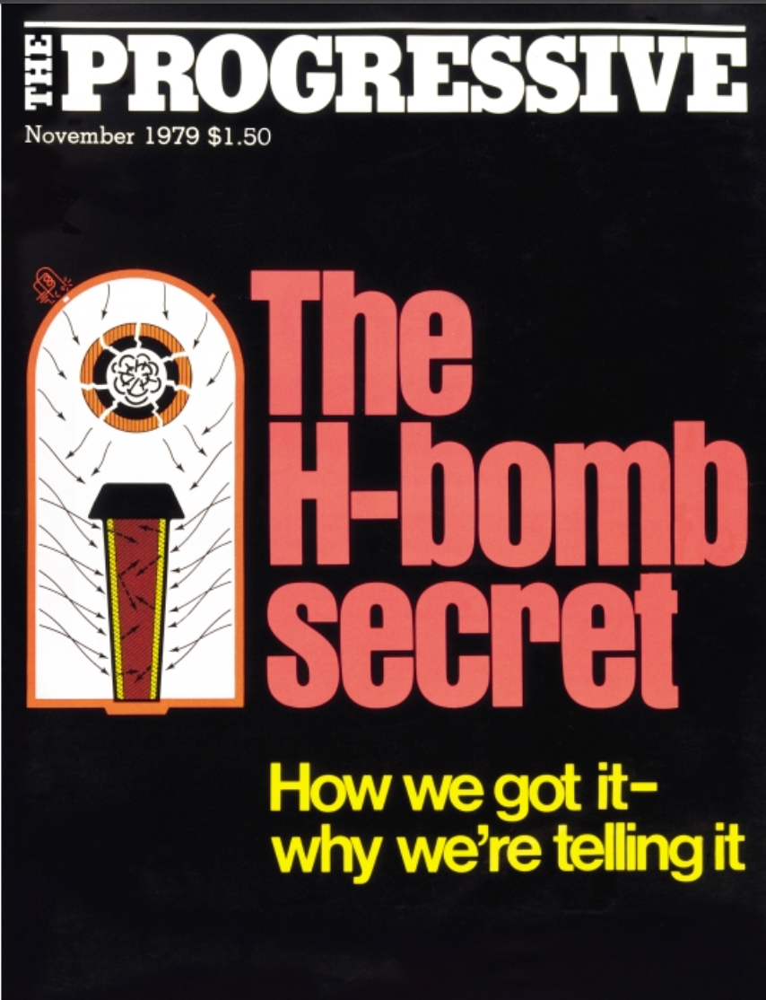 THE PROGRESSIVE
November 1979 $1.50
The
H-bomb
secret
How we got it–
why we’re telling it